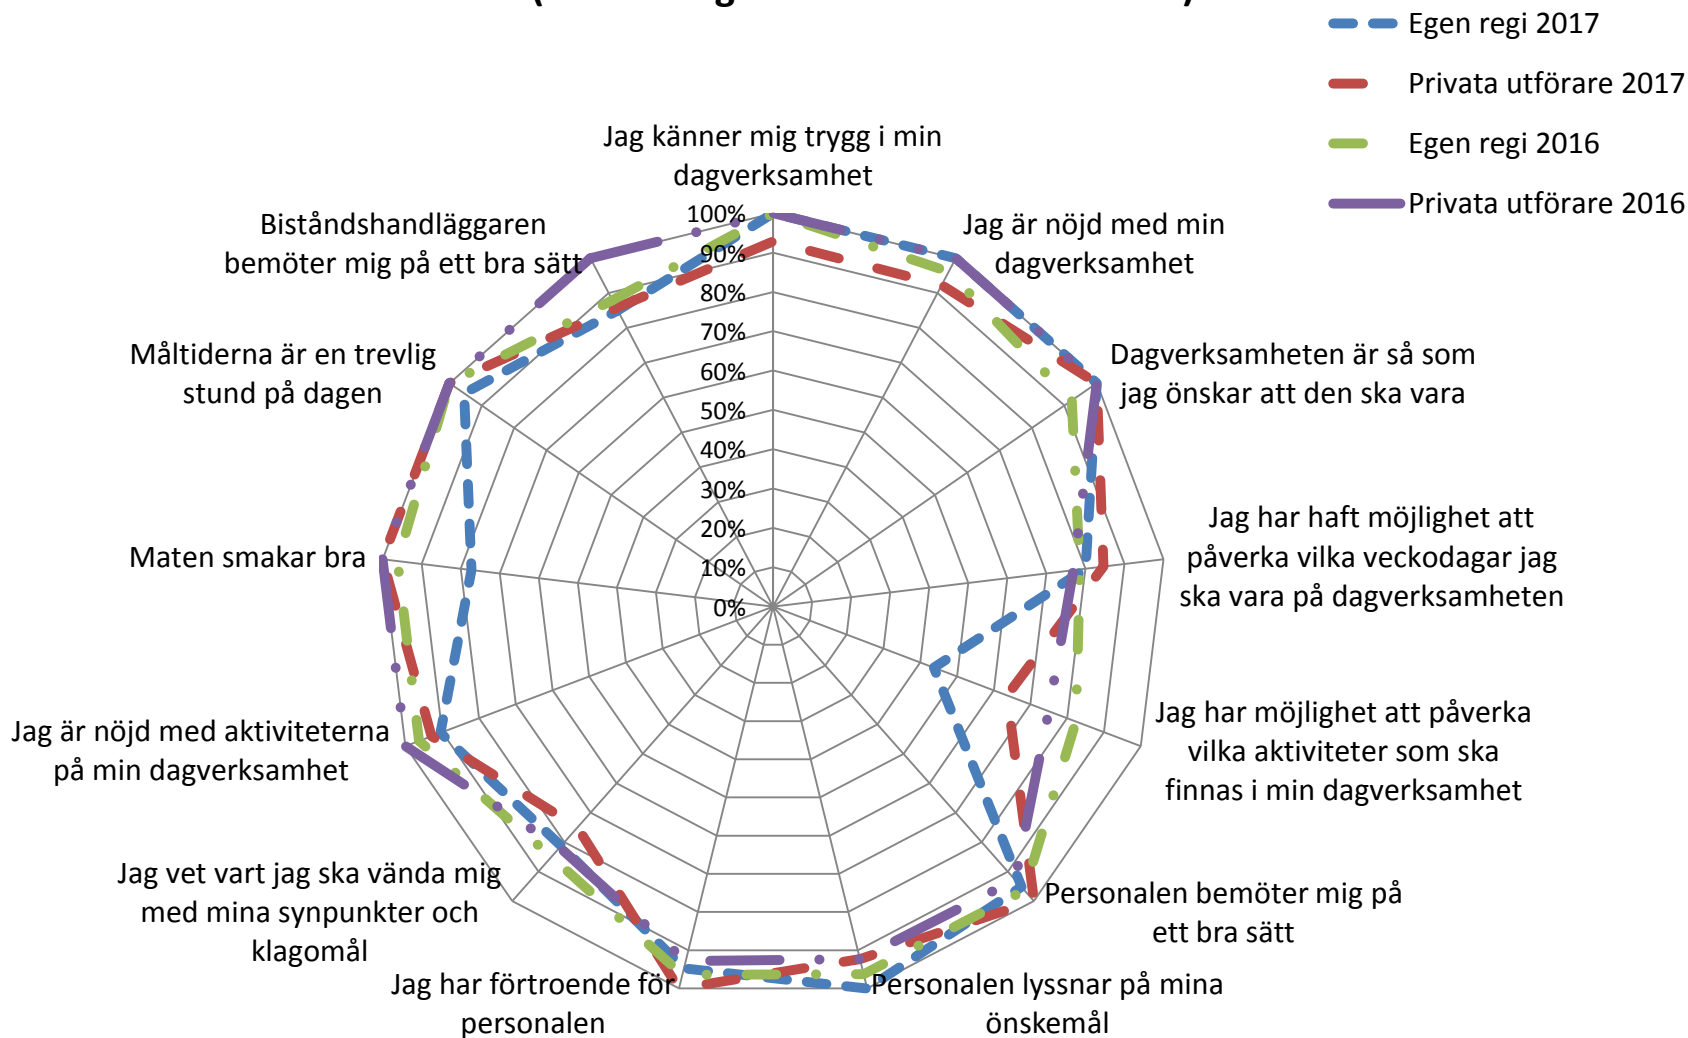 Egen regi 2017
Privata utförare 2017
Egen regi 2016
Privata utförare 2016
Jag känner mig trygg i min
dagverksamhet
Jag är nöjd med min
dagverksamhet
Dagverksamheten är så som
jag önskar att den ska vara
Jag har haft möjlighet att
påverka vilka veckodagar jag
ska vara på dagverksamheten
Jag har möjlighet att påverka
vilka aktiviteter som ska
finnas i min dagverksamhet
Personalen bemöter mig på
ett bra sätt
Personalen lyssnar på mina
önskemål
Jag har förtroende för
personalen
Jag vet vart jag ska vända mig
med mina synpunkter och
klagomål
Jag är nöjd med aktiviteterna
på min dagverksamhet
Maten smakar bra
Måltiderna är en trevlig
stund på dagen
Biståndshandläggaren
bemöter mig på ett bra sätt
100%
90%
80%
70%
60%
50%
40%
30%
20%
10%
0%